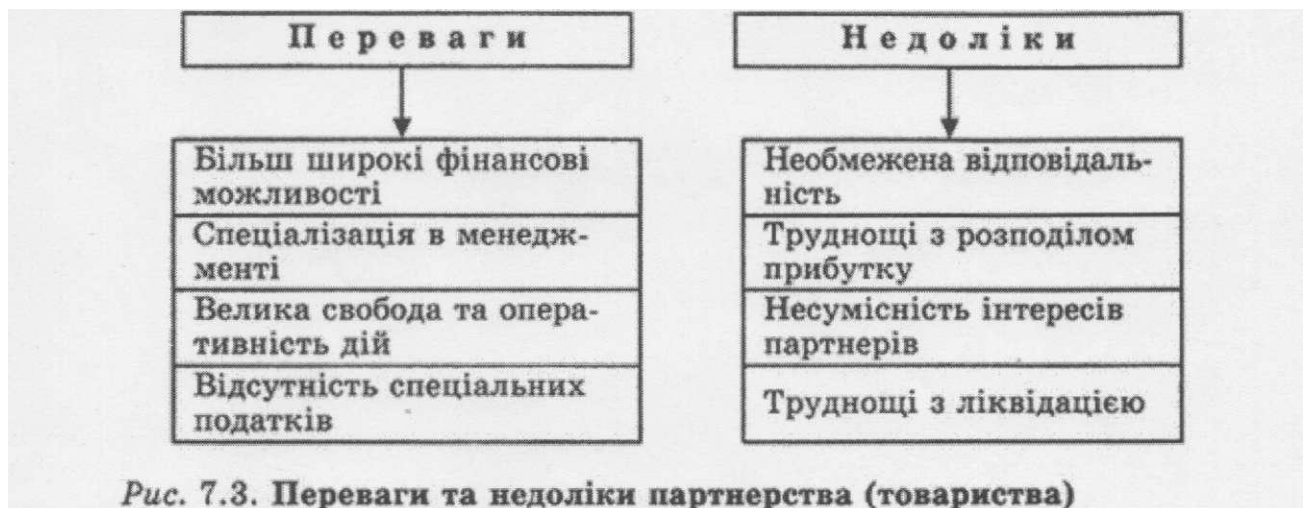 Переваги
Більш широкі фінансові
можливості
Спеціалізація в менедж-
менті
Велика свобода та опера-
тивність дій
Відсутність спеціальних
податків
Недоліки
Необмежена відповідаль-
ність
Труднощі з розподілом
прибутку
Несумісність інтересів
партнерів
Труднощі з ліквідацією
Рис. 7.3. Переваги та недоліки партнерства (товариства)